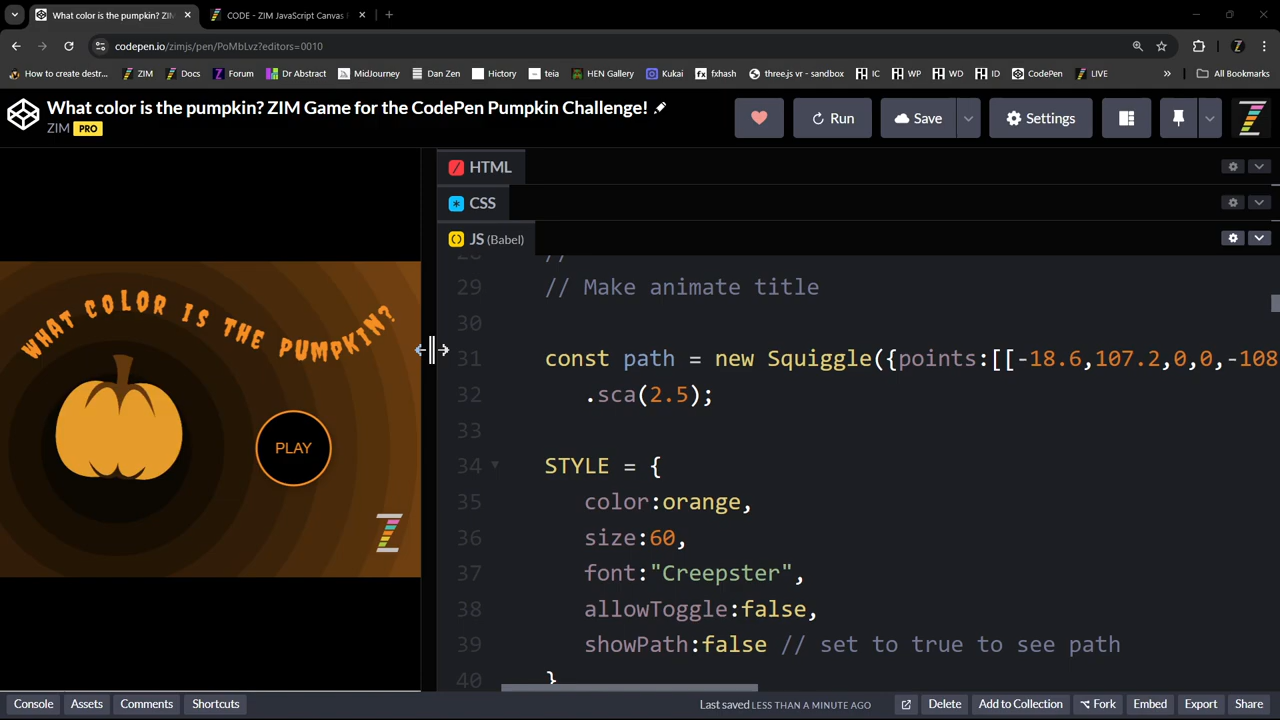 What color is the pumpkin? ZIM
CODE - ZIM JavaScript Canvas
codepen.io/zimjs/pen/PoMbLvz?editors=0010
How to create destr...
ZIM
Docs
Forum
Dr Abstract
MidJourney
Dan Zen
Hictory
teia
HEN Gallery
Kukai
fxhash
three.js vr - sandbox
IC
WP
WD
ID
CodePen
LIVE
»
All Bookmarks
What color is the pumpkin? ZIM Game for the CodePen Pumpkin Challenge!
ZIM PRO
Run
Save
Settings
HTML
CSS
JS (Babel)
WHAT COLOR IS THE PUMPKIN?
PLAY
28 //
29 // Make animate title
30
31 const path = new Squiggle({points:[[-18.6,107.2,0,0,-108
32 .sca(2.5);
33
34 STYLE = {
35 color:orange,
36 size:60,
37 font:"Creepster",
38 allowToggle:false,
39 showPath:false // set to true to see path
40 }
Console
Assets
Comments
Shortcuts
Last saved LESS THAN A MINUTE AGO
Delete
Add to Collection
Fork
Embed
Export
Share